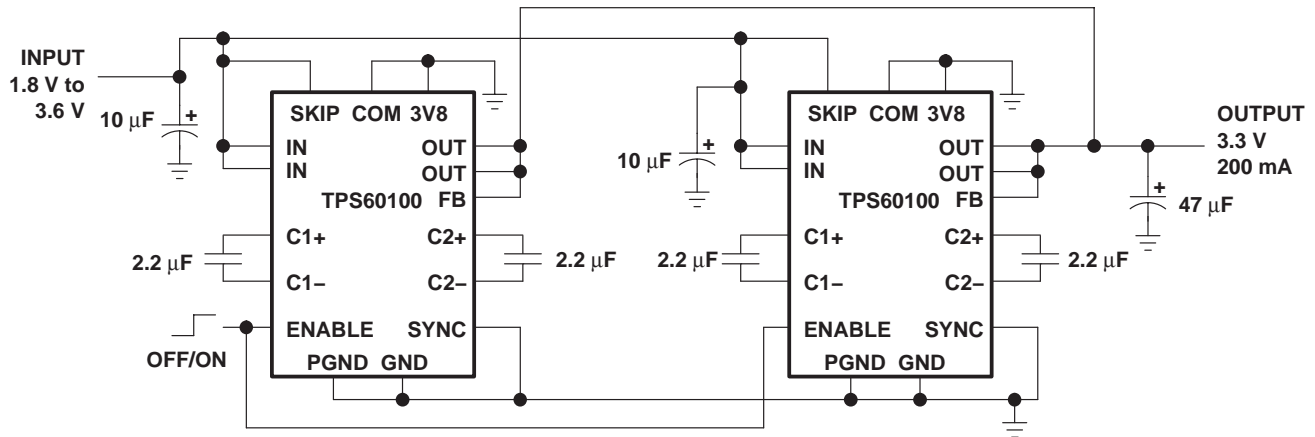 INPUT
1.8 V to
3.6 V
10 μF
+
SKIP COM 3V8
IN
IN
OUT
OUT
TPS60100 FB
C1+
C1−
C2+
C2−
2.2 μF
2.2 μF
ENABLE SYNC
PGND GND
OFF/ON
10 μF
+
SKIP COM 3V8
IN
IN
OUT
OUT
TPS60100 FB
C1+
C1−
C2+
C2−
2.2 μF
2.2 μF
ENABLE SYNC
PGND GND
OUTPUT
3.3 V
200 mA
+
47 μF